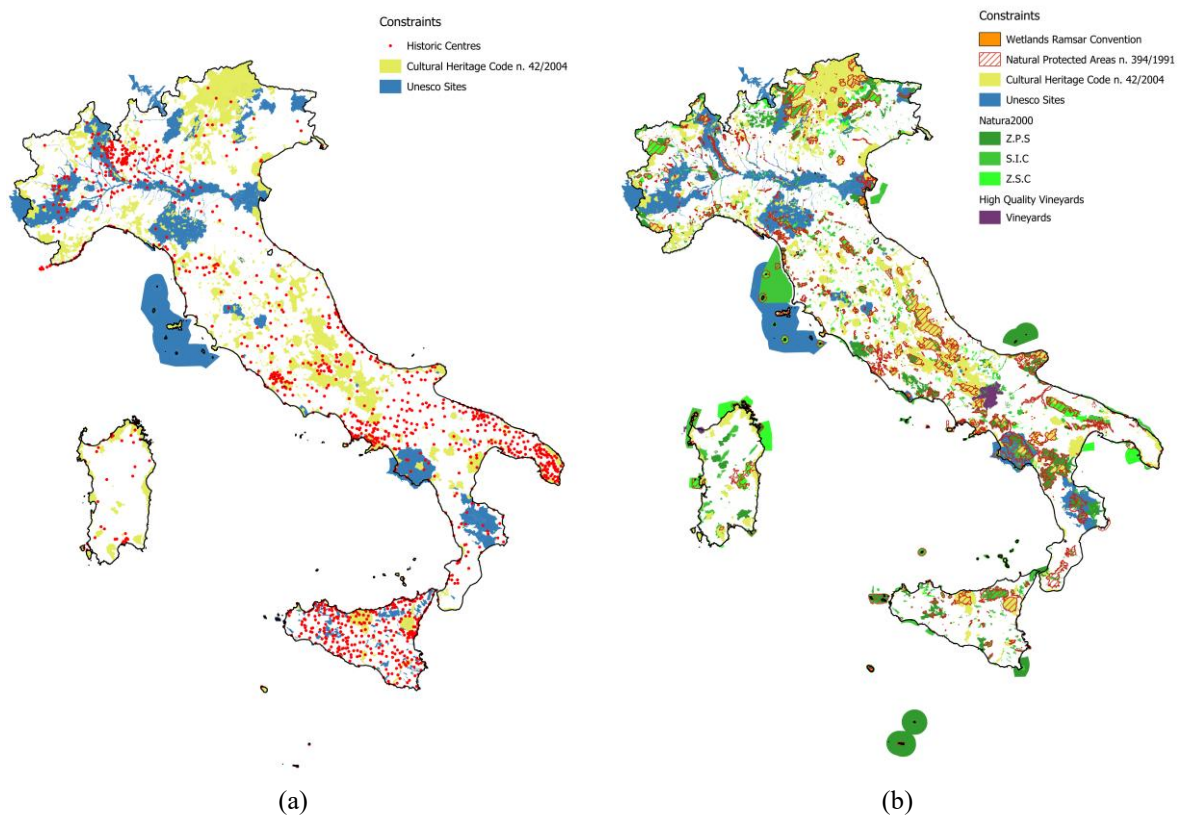 Constraints
Historic Centres
Cultural Heritage Code n. 42/2004
Unesco Sites
(a)
Constraints
Wetlands Ramsar Convention
Natural Protected Areas n. 394/1991
Cultural Heritage Code n. 42/2004
Unesco Sites
Natura2000
Z.P.S
S.I.C
Z.S.C
High Quality Vineyards
Vineyards
(b)